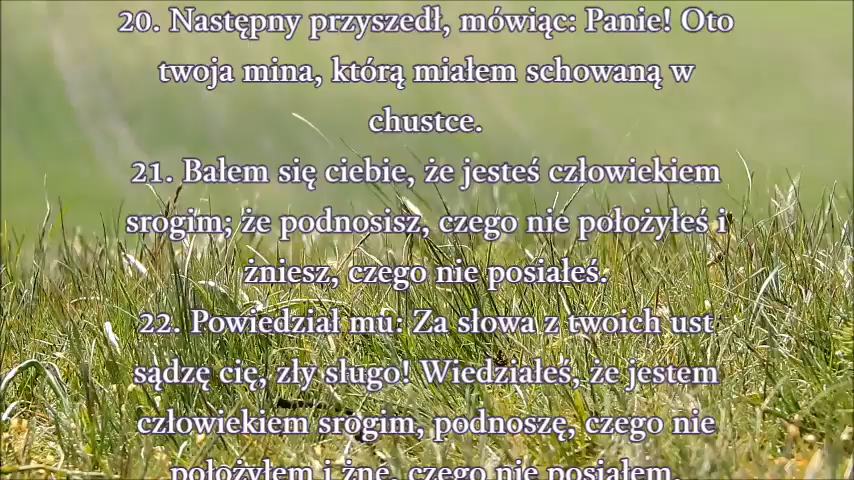 20. Następny przyszedł, mówiąc: Panie! Oto
twoja mina, którą miałem schowaną w
chustce.
21. Bałem się ciebie, że jesteś człowiekiem
srogim; że podnosisz, czego nie położyłeś i
żniesz, czego nie posiałeś.
22. Powiedział mu: Za słowa z twoich ust
sądzę cię, zły sługo! Wiedziałeś, że jestem
człowiekiem srogim, podnoszę, czego nie
położyłem i żnę, czego nie posiałem.